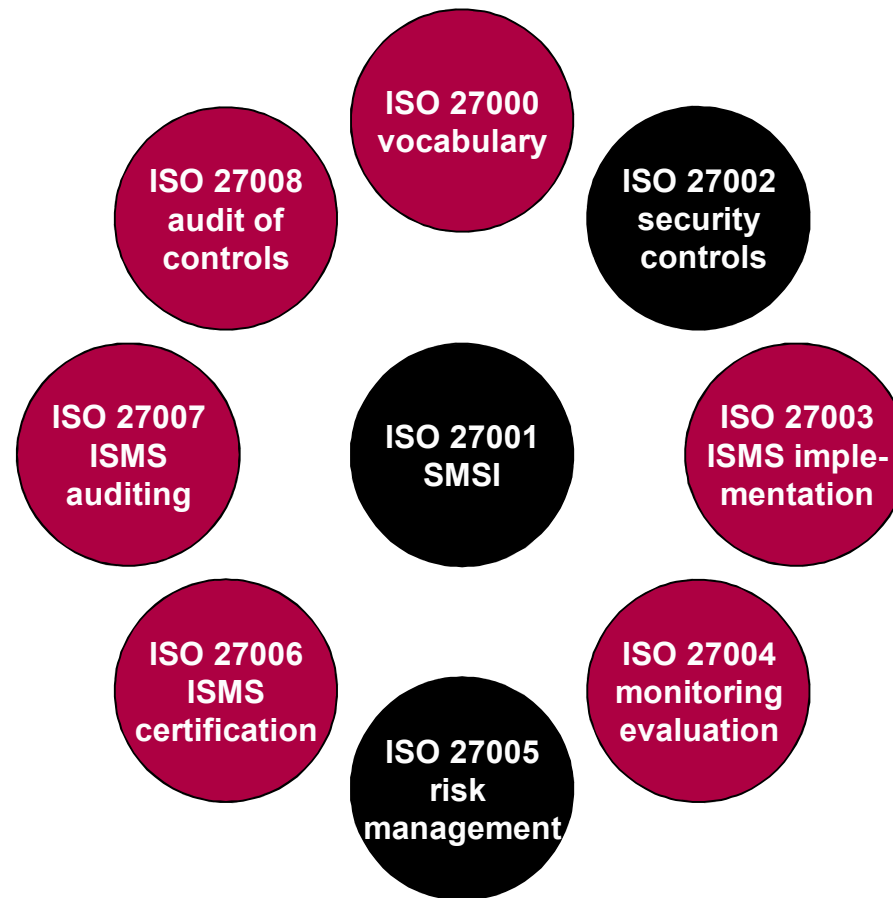 ISO 27000
vocabulary
ISO 27008
audit of
controls
ISO 27002
security
controls
ISO 27007
ISMS
auditing
ISO 27001
SMSI
ISO 27003
ISMS imple-
mentation
ISO 27006
ISMS
certification
ISO 27004
monitoring
evaluation
ISO 27005
risk
management